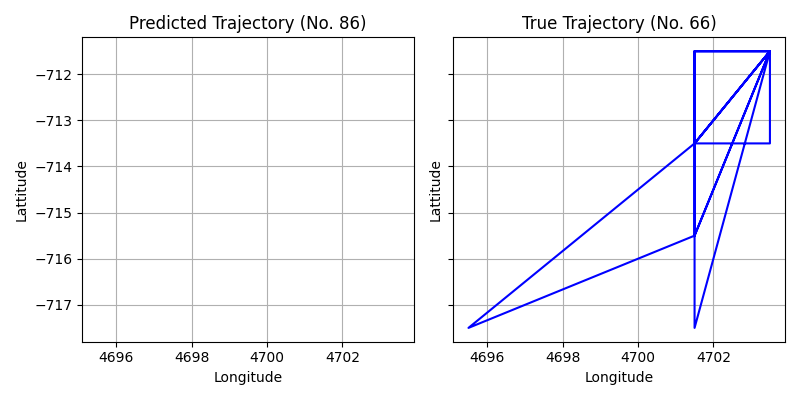 Predicted Trajectory (No. 86)
True Trajectory (No. 66)
−712
−713
−714
−715
−716
−717
Lattitude
Lattitude
4696
4698
4700
4702
4696
4698
4700
4702
Longitude
Longitude